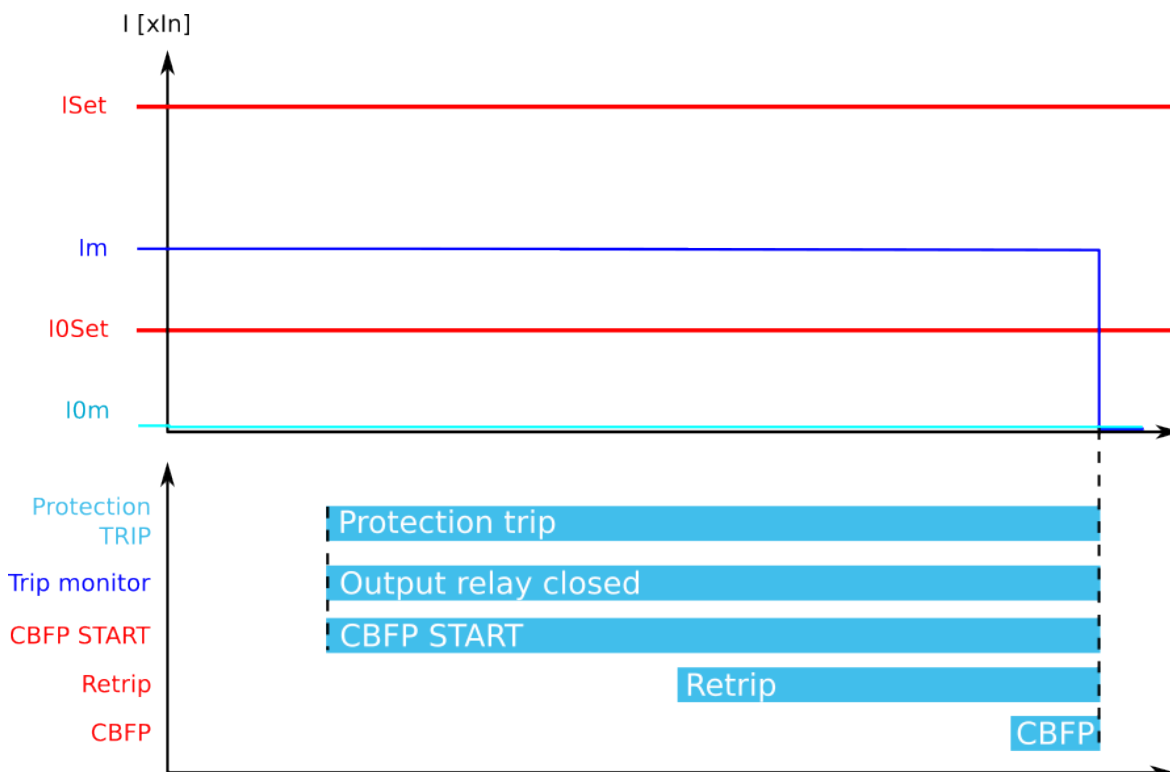 I [xIn]
ISet
Im
I0Set
I0m
Protection
TRIP
Protection trip
Trip monitor
Output relay closed
CBFP START
CBFP START
Retrip
Retrip
CBFP
CBFP